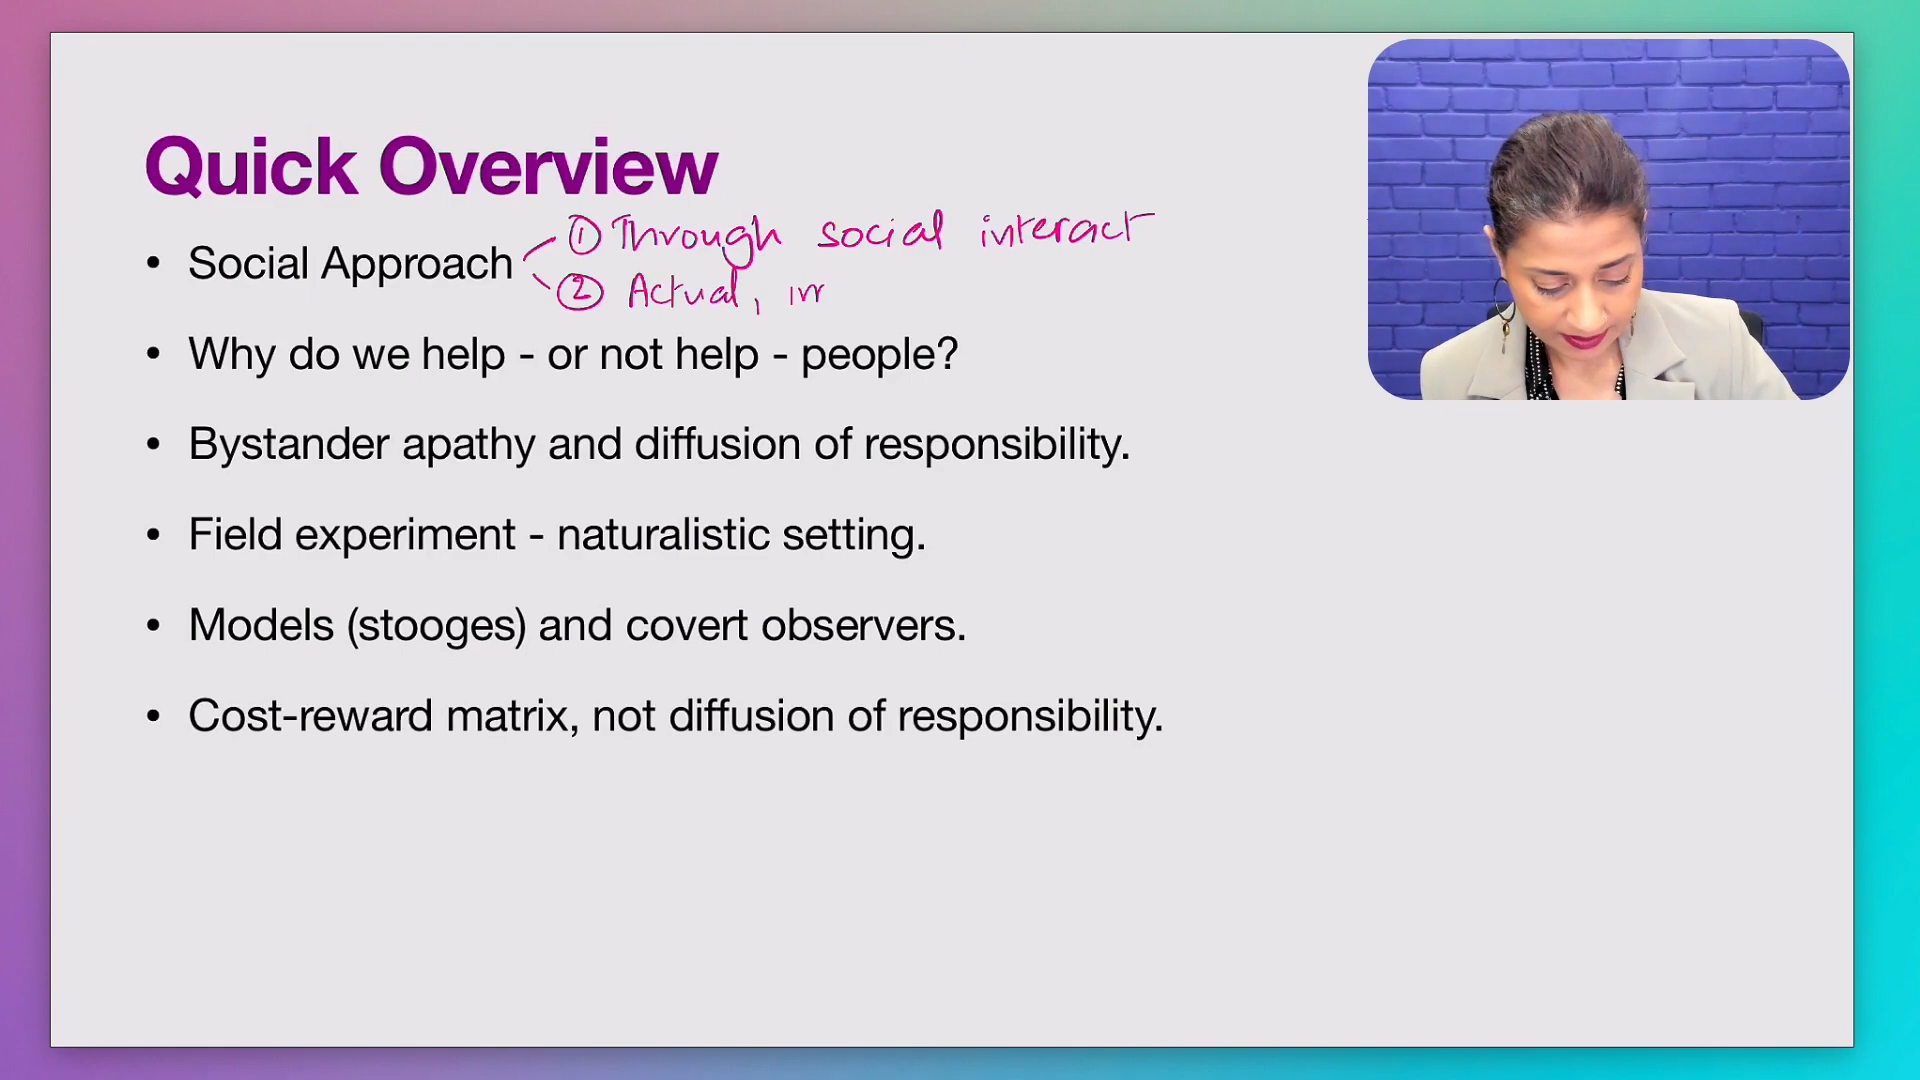 Quick Overview
① Through social interact
• Social Approach
② Actual,
• Why do we help - or not help - people?
• Bystander apathy and diffusion of responsibility.
• Field experiment - naturalistic setting.
• Models (stooges) and covert observers.
• Cost-reward matrix, not diffusion of responsibility.